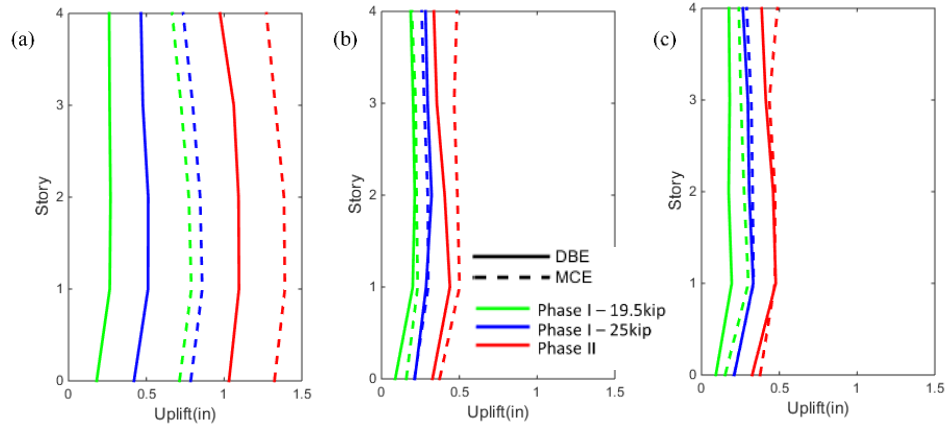 (a)
4
3
2
1
0
Story
0
0.5
1
1.5
Uplift(in)
(b)
4
3
2
1
0
Story
0
0.5
1
1.5
Uplift(in)
DBE
MCE
Phase I – 19.5kip
Phase I – 25kip
Phase II
(c)
4
3
2
1
0
Story
0
0.5
1
1.5
Uplift(in)